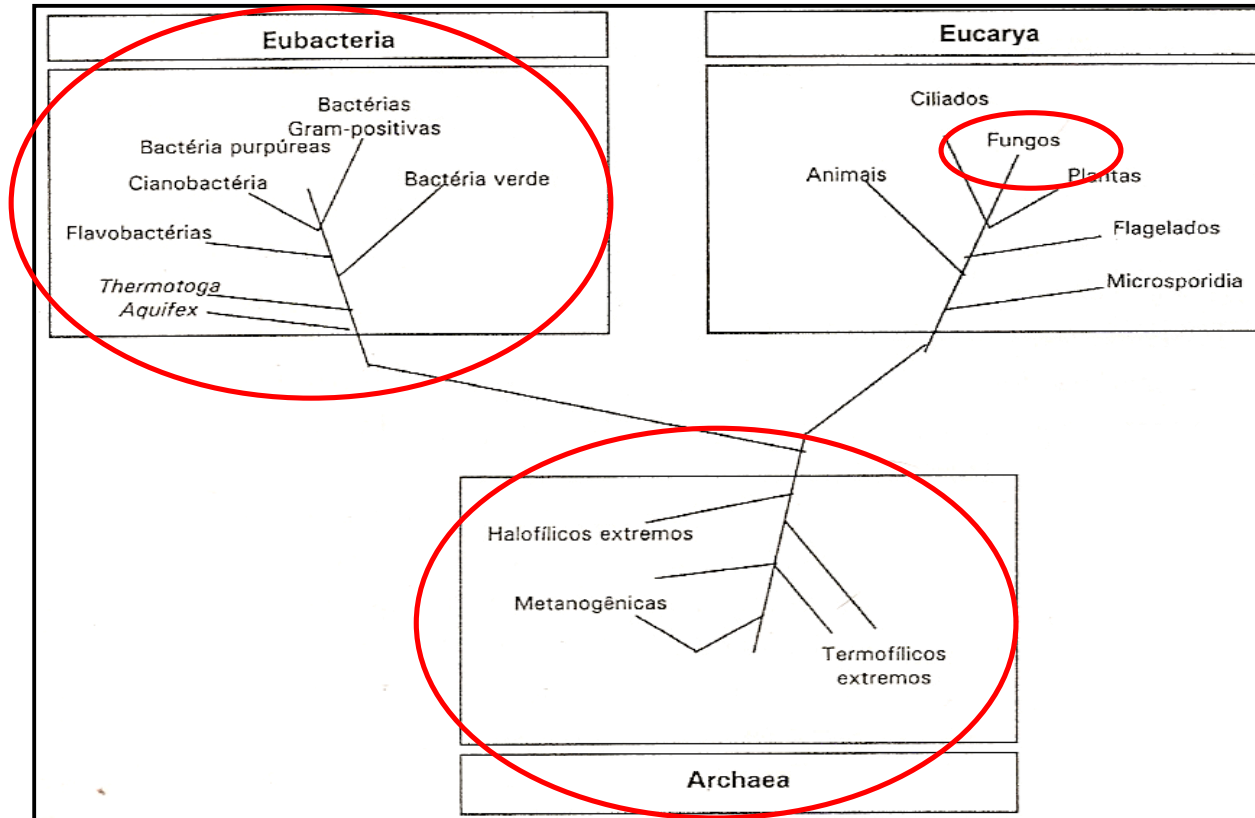 Eubacteria
Bactérias
Gram-positivas
Bactéria purpúreas
Cianobactéria
Bactéria verde
Flavobactérias
Thermotoga
Aquifex
Eucarya
Ciliados
Fungos
Animais
Plantas
Flagelados
Microsporidia
Halofílicos extremos
Metanogênicas
Termofílicos
extremos
Archaea